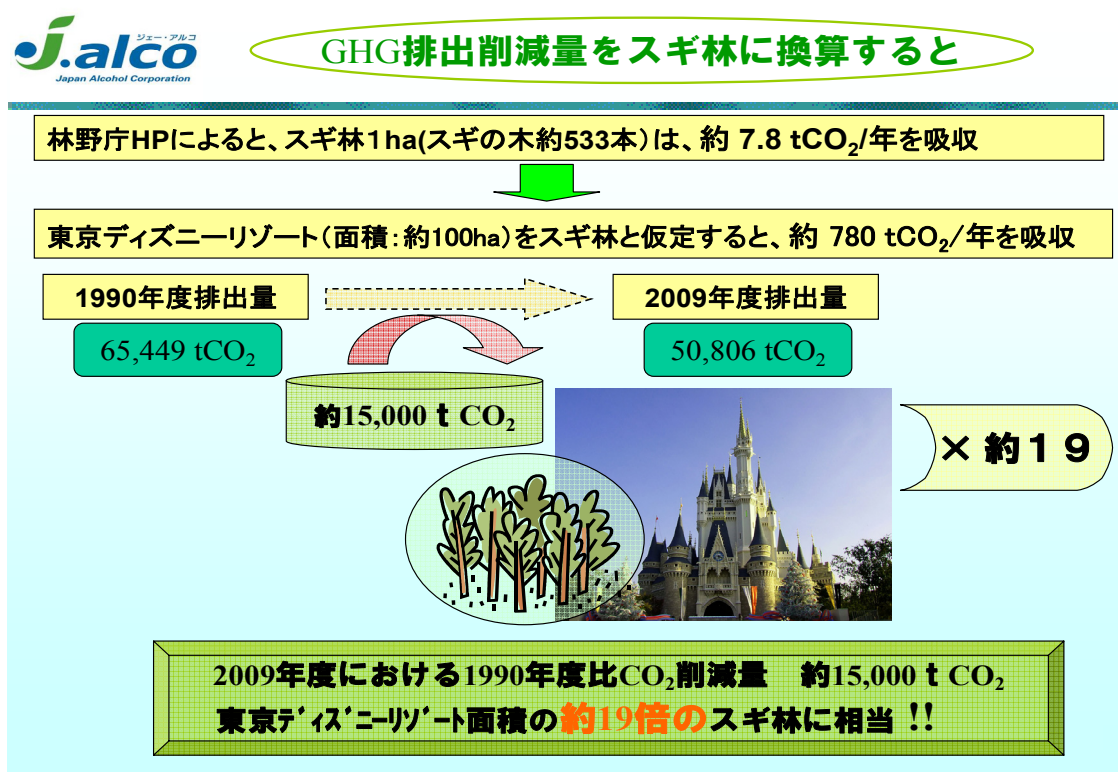 ジェー・アルコ
J.alco
Japan Alcohol Corporation
GHG排出削減量をスギ林に換算すると
林野庁HPによると、スギ林1ha(スギの木約533本)は、約 7.8 tCO₂/年を吸収
東京ディズニーリゾート(面積:約100ha)をスギ林と仮定すると、約 780 tCO₂/年を吸収
1990年度排出量
2009年度排出量
65,449 tCO₂
50,806 tCO₂
約15,000 t CO₂
×約19
2009年度における1990年度比CO₂削減量 約15,000 t CO₂
東京ディズニーリゾート面積の約19倍のスギ林に相当 !!